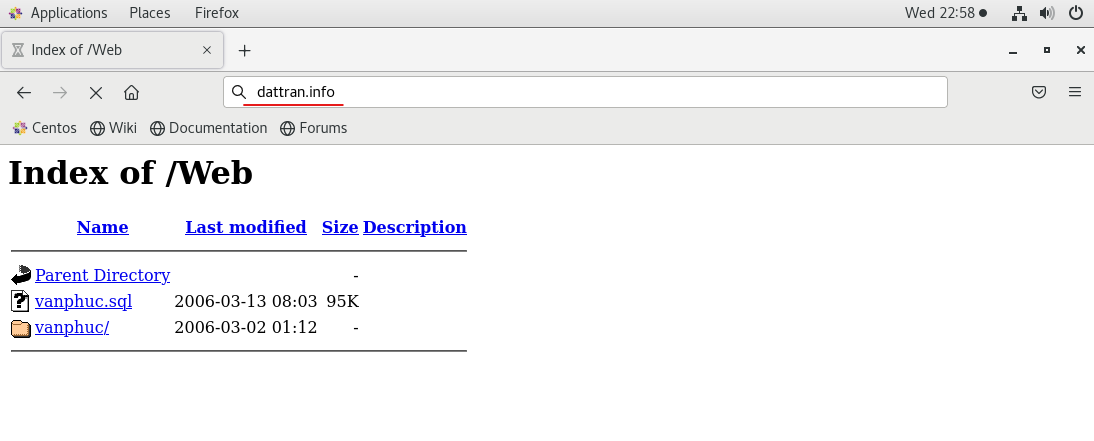 Applications Places Firefox Wed 22:58
Index of /Web
dattran.info
Centos Wiki Documentation Forums
Index of /Web
Name Last modified Size Description
Parent Directory -
vanphuc.sql 2006-03-13 08:03 95K
vanphuc/ 2006-03-02 01:12 -